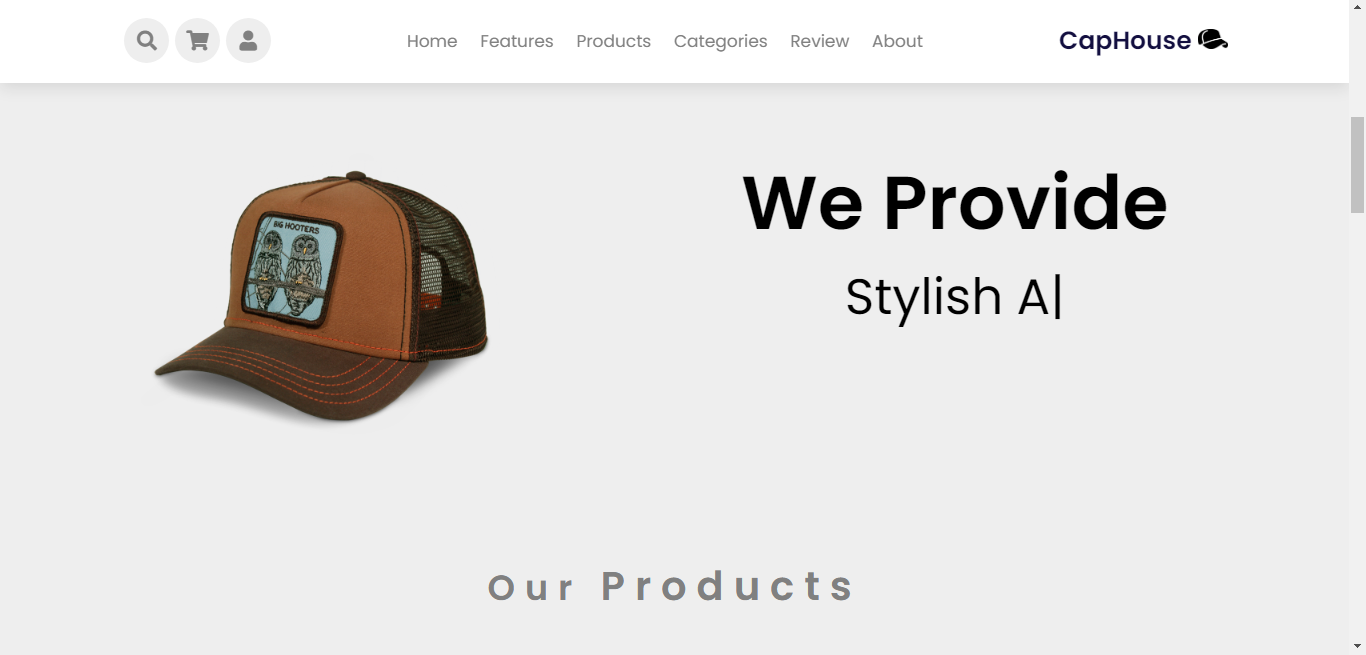 Home Features Products Categories Review About CapHouse
We Provide
BIG HOOTERS
Stylish A|
Our Products